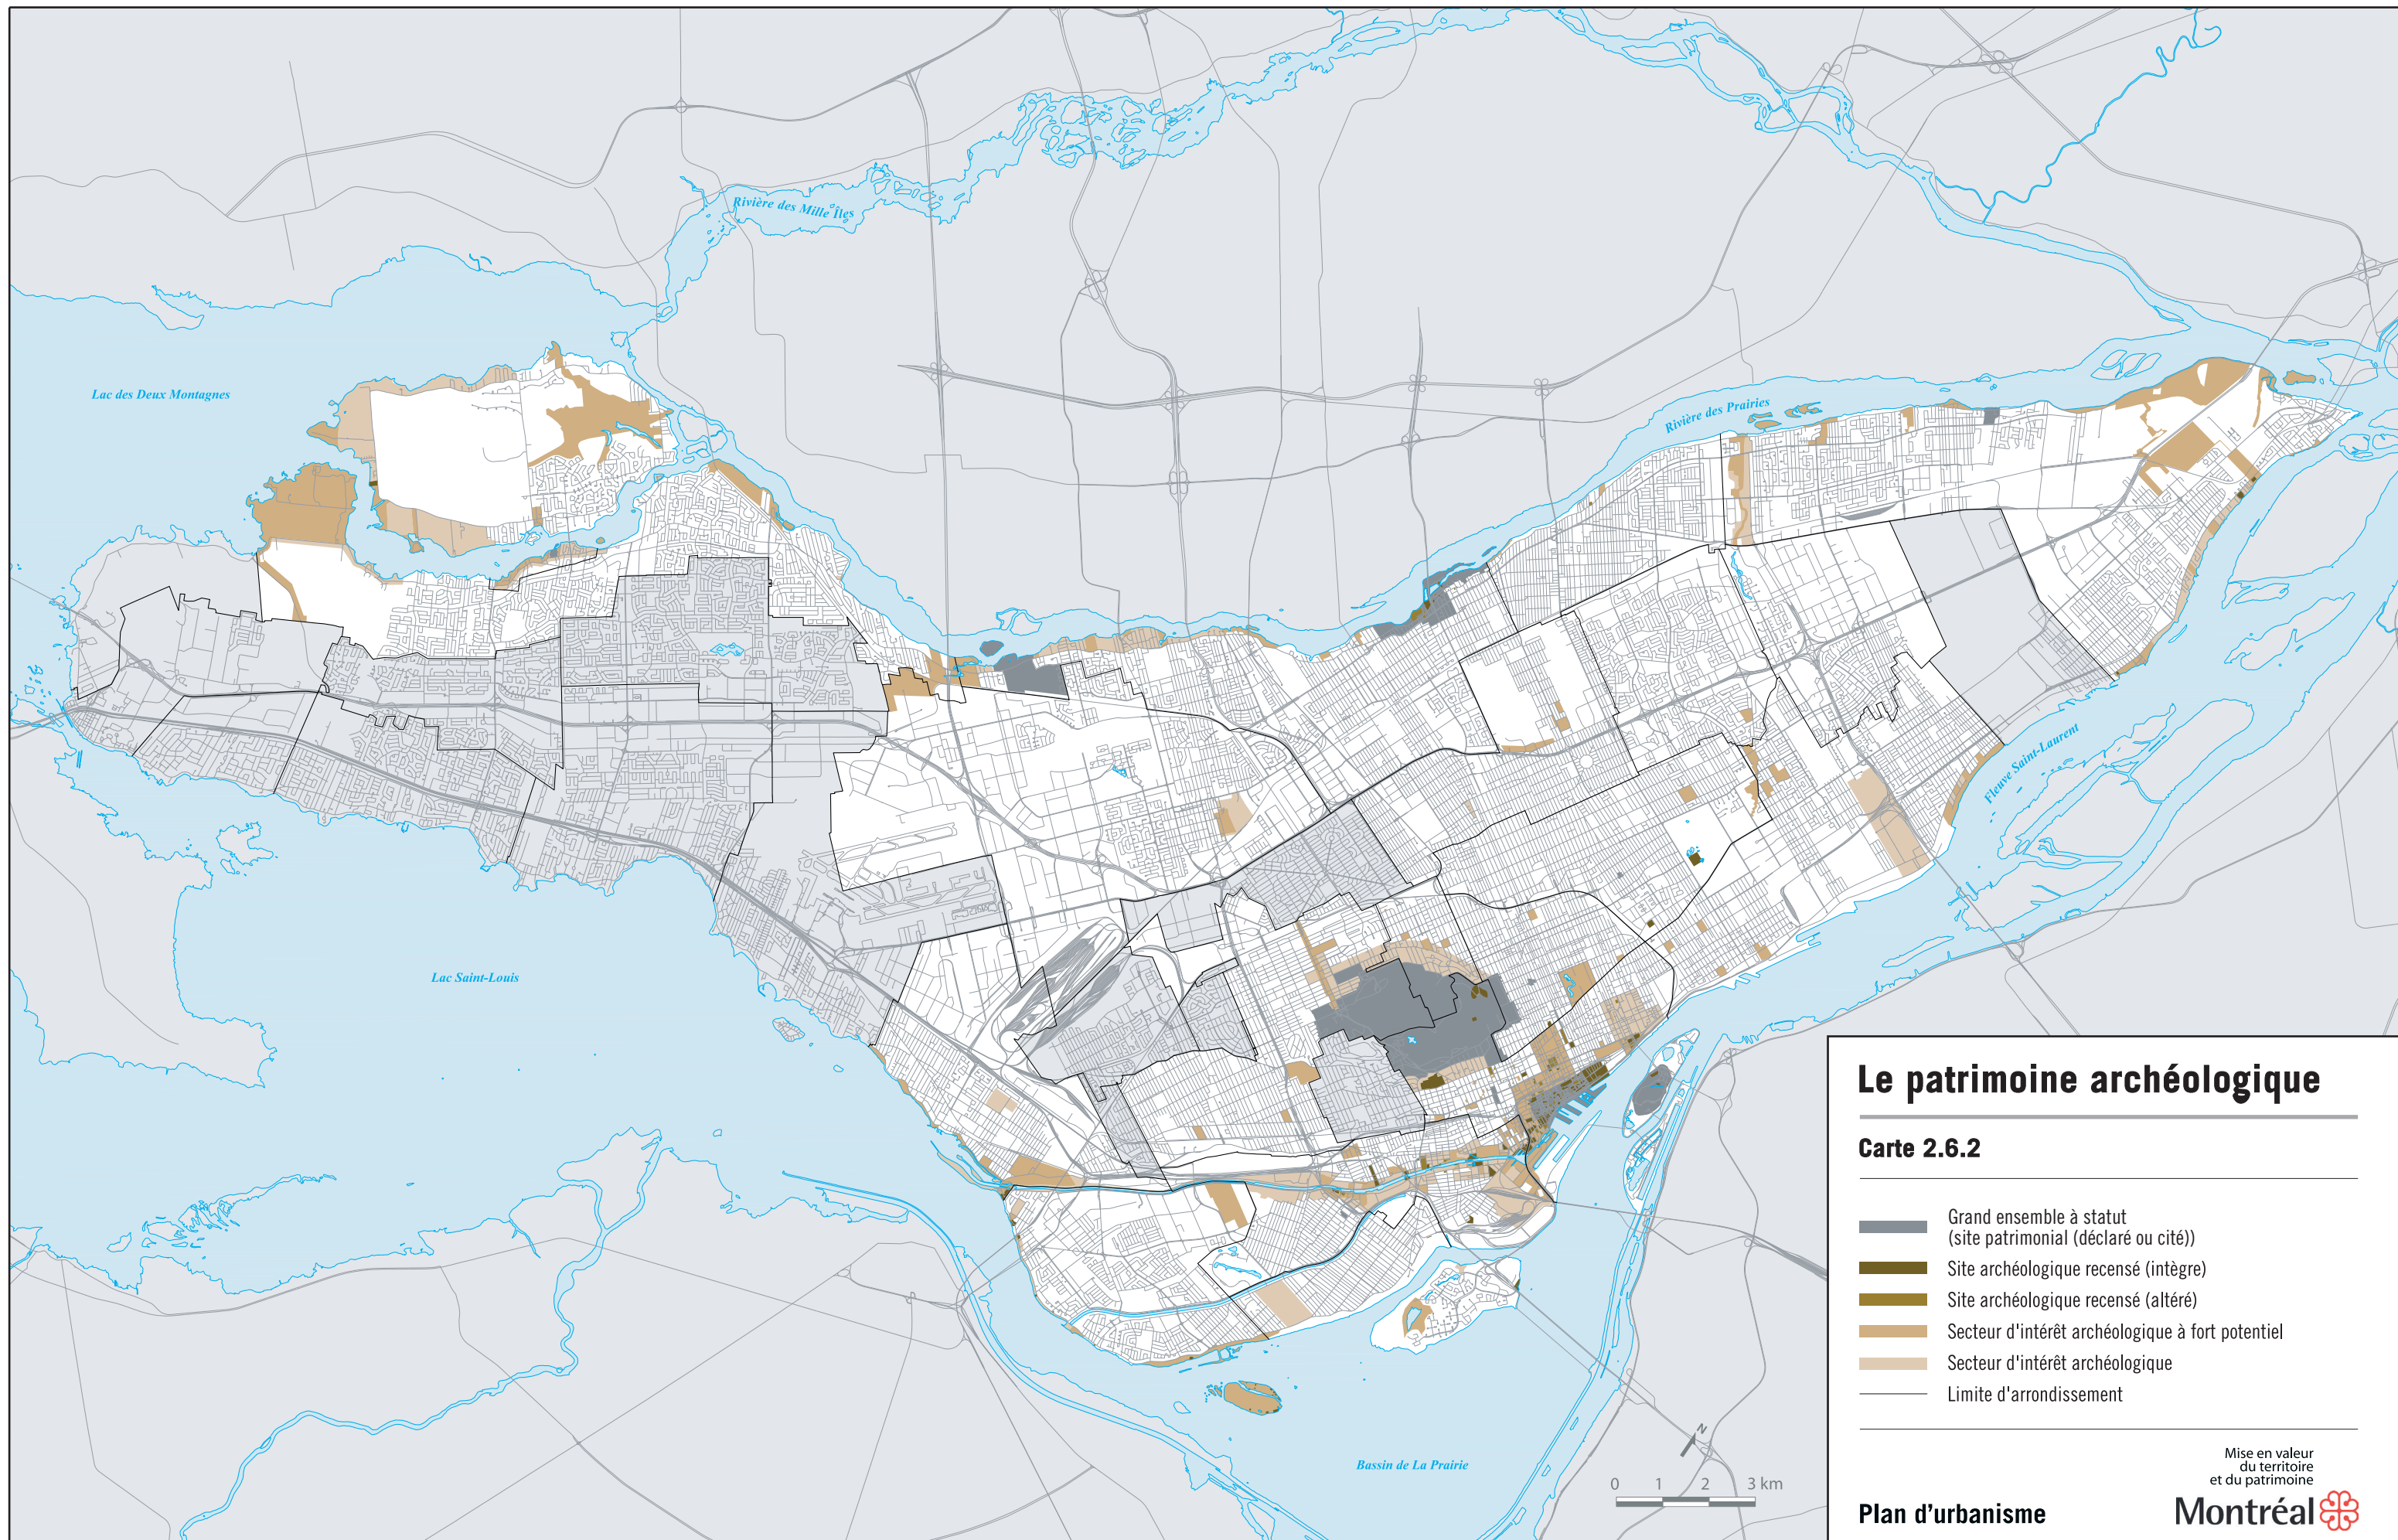 Rivière des Mille Îles
Lac des Deux Montagnes
Rivière des Prairies
Fleuve Saint-Laurent
Lac Saint-Louis
Bassin de La Prairie
N
0 1 2 3 km
Le patrimoine archéologique
Carte 2.6.2
Grand ensemble à statut
(site patrimonial (déclaré ou cité))
Site archéologique recensé (intègre)
Site archéologique recensé (altéré)
Secteur d'intérêt archéologique à fort potentiel
Secteur d'intérêt archéologique
Limite d'arrondissement
Mise en valeur
du territoire
et du patrimoine
Plan d'urbanisme
Montréal